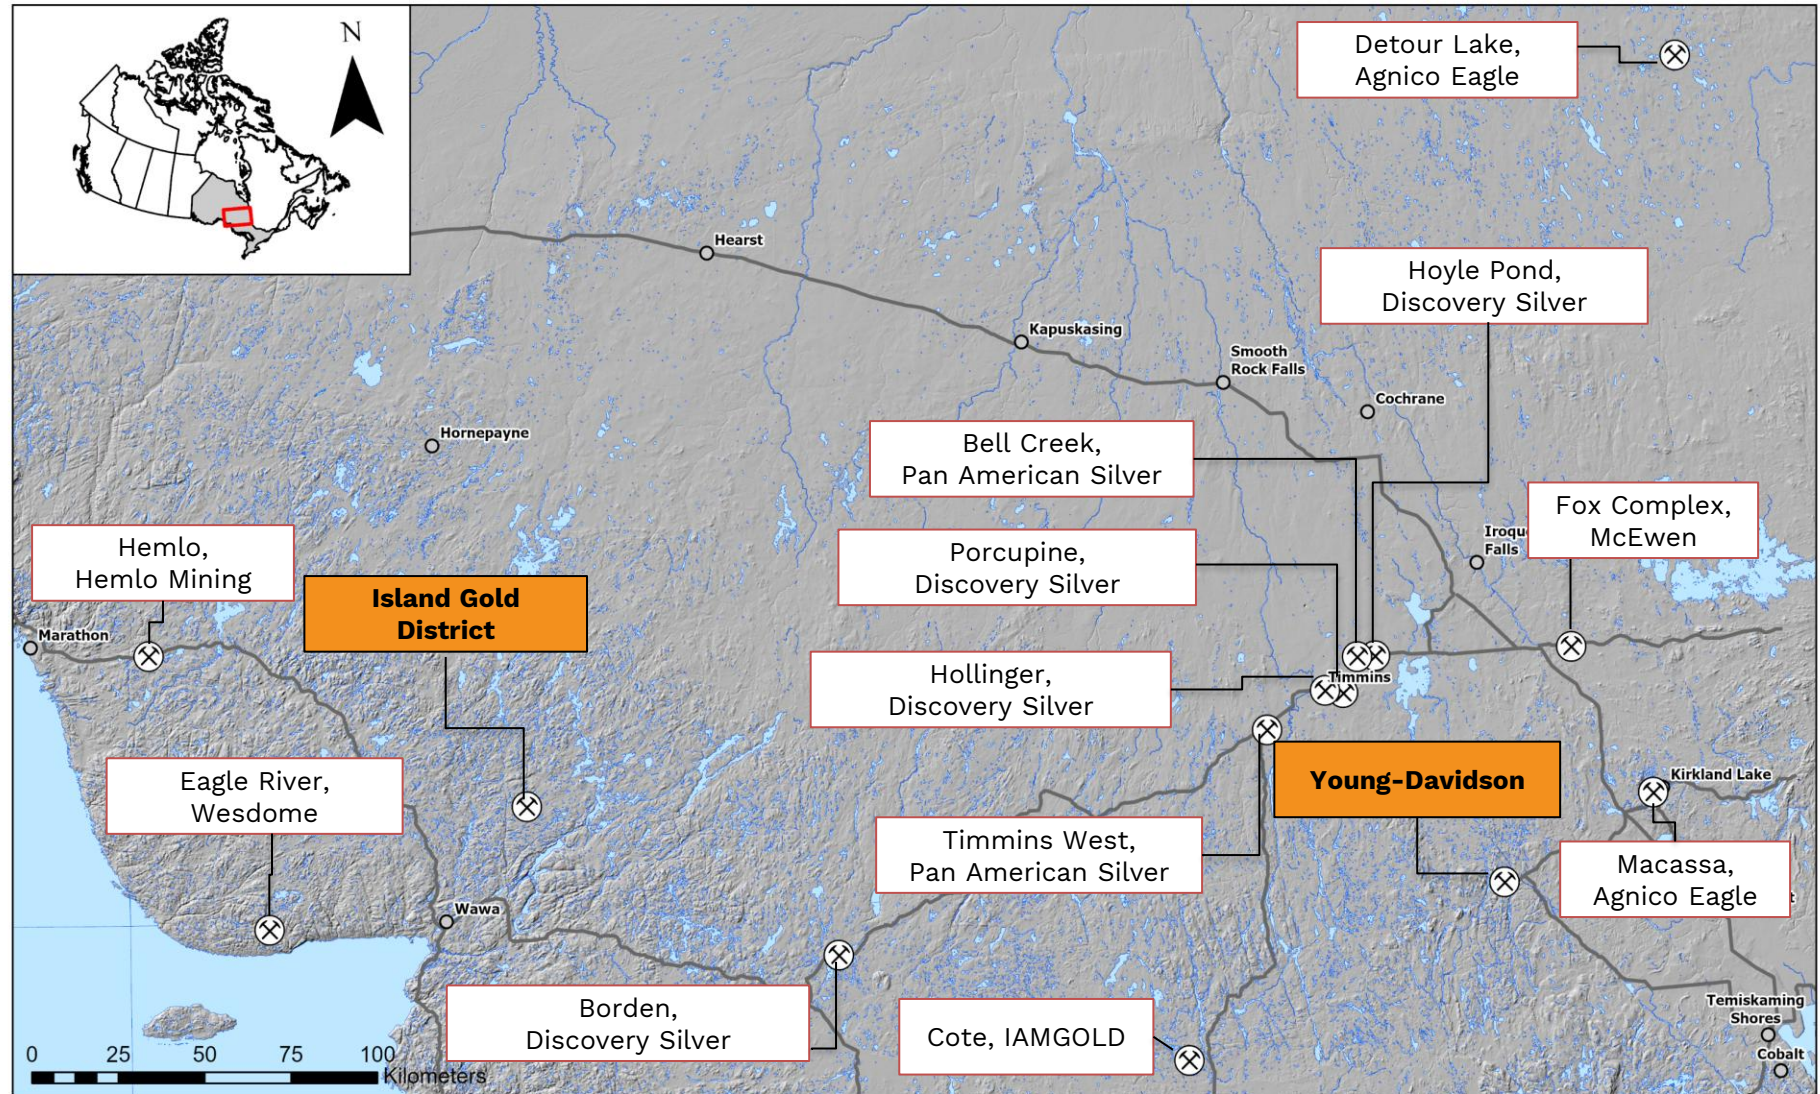 N
Detour Lake,
Agnico Eagle
Hearst
Hoyle Pond,
Discovery Silver
Kapuskasing
Smooth
Rock Falls
Cochrane
Hornepayne
Bell Creek,
Pan American Silver
Fox Complex,
McEwen
Iroqu
Falls
Hemlo,
Hemlo Mining
Porcupine,
Discovery Silver
Island Gold
District
Marathon
Hollinger,
Discovery Silver
Timmins
Eagle River,
Wesdome
Young-Davidson
Kirkland Lake
Timmins West,
Pan American Silver
Macassa,
Agnico Eagle
Wawa
Borden,
Discovery Silver
Cote, IAMGOLD
Temiskaming
Shores
Cobalt
0 25 50 75 100
Kilometers